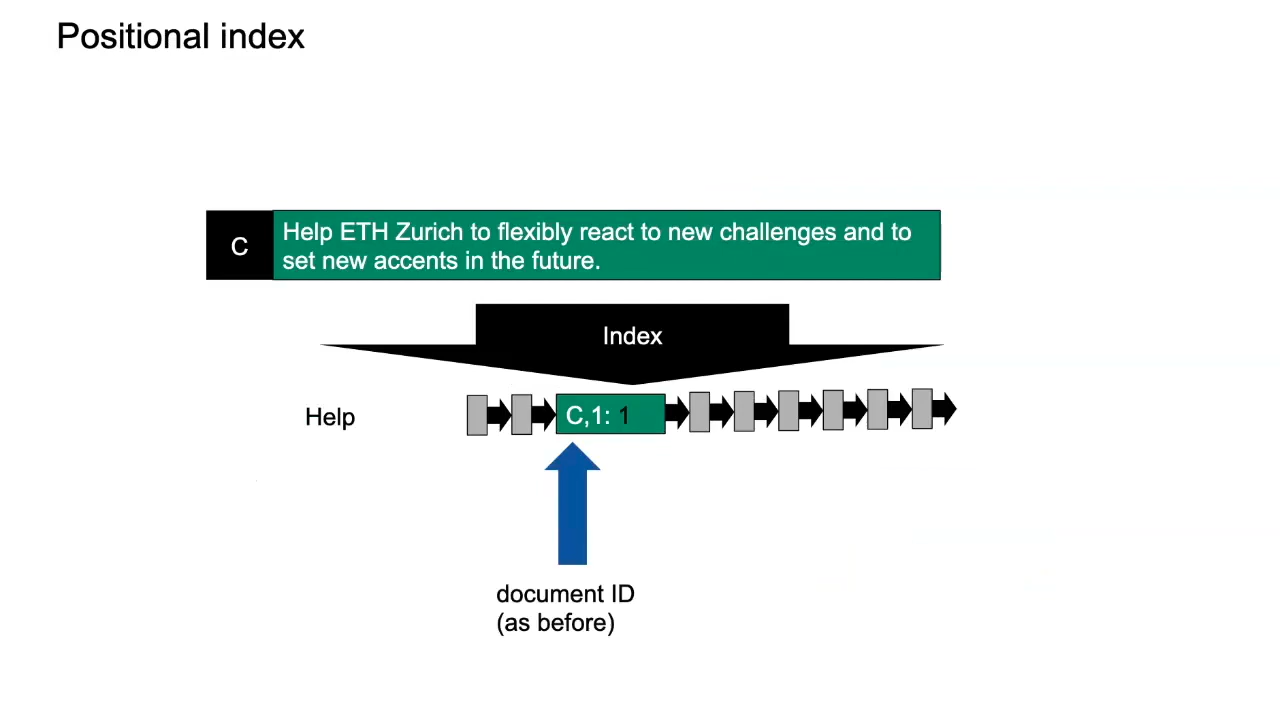 Positional index
C
Help ETH Zurich to flexibly react to new challenges and to
set new accents in the future.
Index
Help
C,1: 1
document ID
(as before)